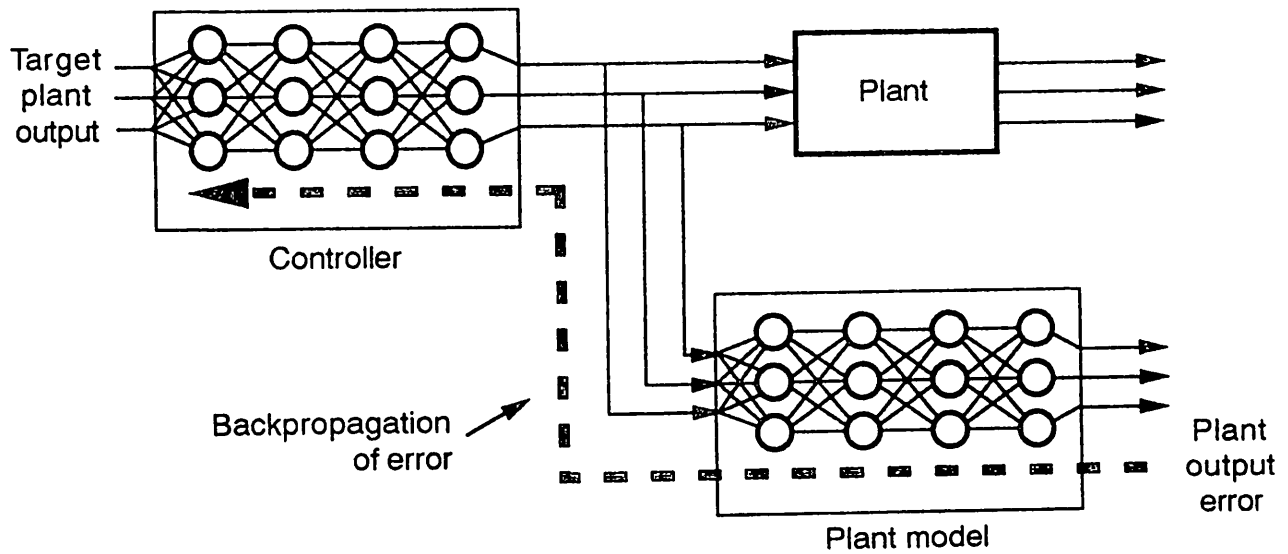 Target
plant
output
Plant
Controller
Backpropagation
of error
Plant
output
error
Plant model